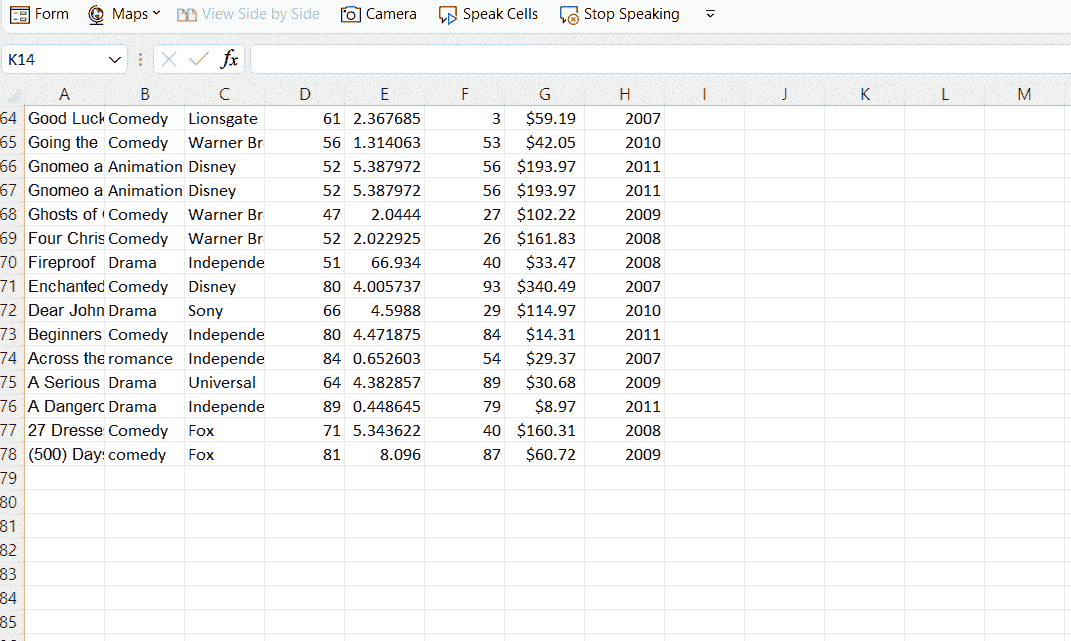 Form Maps View Side by Side Camera Speak Cells Stop Speaking
K14 fx
A B C D E F G H I J K L M
64 Good Luck Comedy Lionsgate 61 2.367685 3 $59.19 2007
65 Going the Comedy Warner Br 56 1.314063 53 $42.05 2010
66 Gnomeo a Animation Disney 52 5.387972 56 $193.97 2011
67 Gnomeo a Animation Disney 52 5.387972 56 $193.97 2011
68 Ghosts of Comedy Warner Br 47 2.0444 27 $102.22 2009
69 Four Chris Comedy Warner Br 52 2.022925 26 $161.83 2008
70 Fireproof Drama Independe 51 66.934 40 $33.47 2008
71 Enchanted Comedy Disney 80 4.005737 93 $340.49 2007
72 Dear John Drama Sony 66 4.5988 29 $114.97 2010
73 Beginners Comedy Independe 80 4.471875 84 $14.31 2011
74 Across the romance Independe 84 0.652603 54 $29.37 2007
75 A Serious Drama Universal 64 4.382857 89 $30.68 2009
76 A Dangerc Drama Independe 89 0.448645 79 $8.97 2011
77 27 Dresse Comedy Fox 71 5.343622 40 $160.31 2008
78 (500) Days comedy Fox 81 8.096 87 $60.72 2009
79
80
81
82
83
84
85